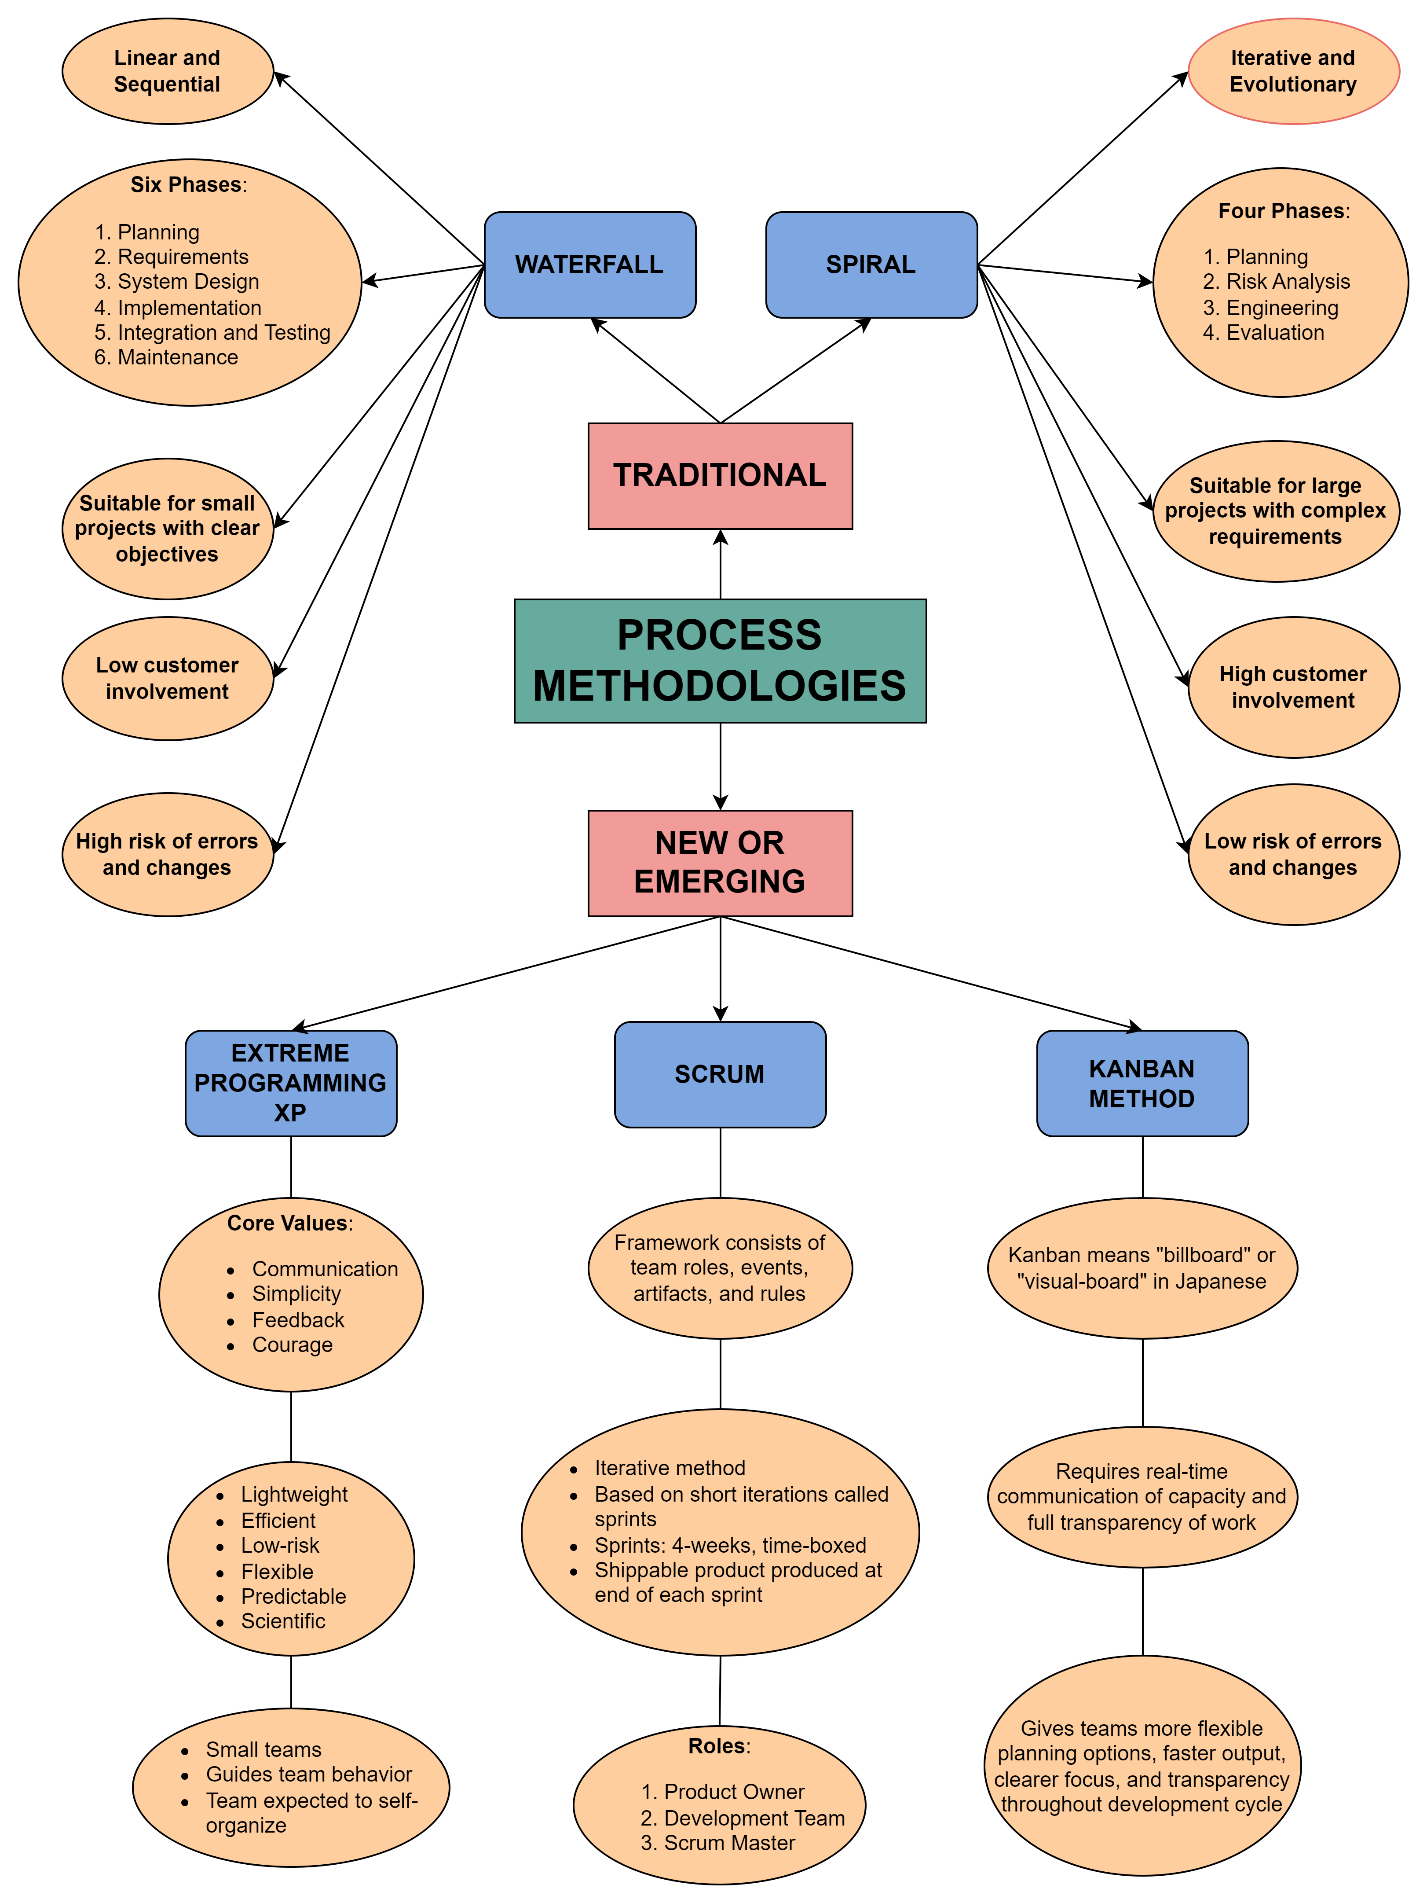 Linear and
Sequential
Iterative and
Evolutionary
Six Phases:
1. Planning
2. Requirements
3. System Design
4. Implementation
5. Integration and Testing
6. Maintenance
WATERFALL
SPIRAL
Four Phases:
1. Planning
2. Risk Analysis
3. Engineering
4. Evaluation
TRADITIONAL
Suitable for small
projects with clear
objectives
Suitable for large
projects with complex
requirements
PROCESS
METHODOLOGIES
Low customer
involvement
High customer
involvement
High risk of errors
and changes
NEW OR
EMERGING
Low risk of errors
and changes
EXTREME
PROGRAMMING
XP
SCRUM
KANBAN
METHOD
Core Values:
• Communication
• Simplicity
• Feedback
• Courage
Framework consists of
team roles, events,
artifacts, and rules
Kanban means "billboard" or
"visual-board" in Japanese
• Lightweight
• Efficient
• Low-risk
• Flexible
• Predictable
• Scientific
• Iterative method
• Based on short iterations called
sprints
• Sprints: 4-weeks, time-boxed
• Shippable product produced at
end of each sprint
Requires real-time
communication of capacity and
full transparency of work
• Small teams
• Guides team behavior
• Team expected to self-
organize
Roles:
1. Product Owner
2. Development Team
3. Scrum Master
Gives teams more flexible
planning options, faster output,
clearer focus, and transparency
throughout development cycle